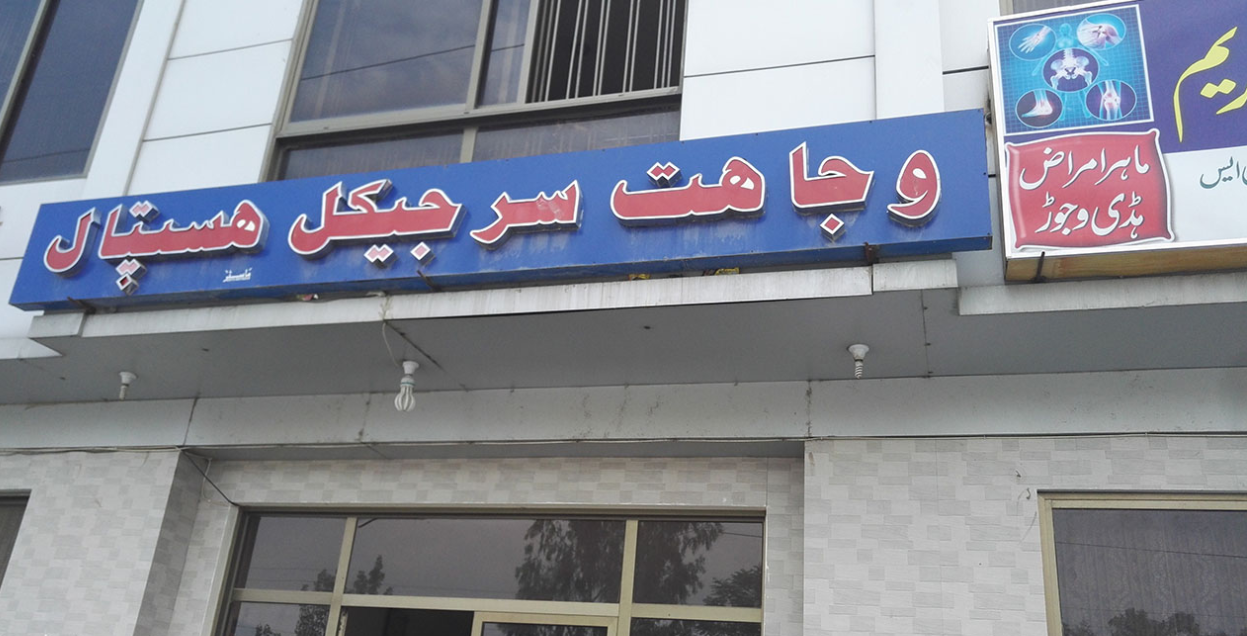 وجاہت سرجیکل ہسپتال
ماہر امراض
ہڈی وجوڑ